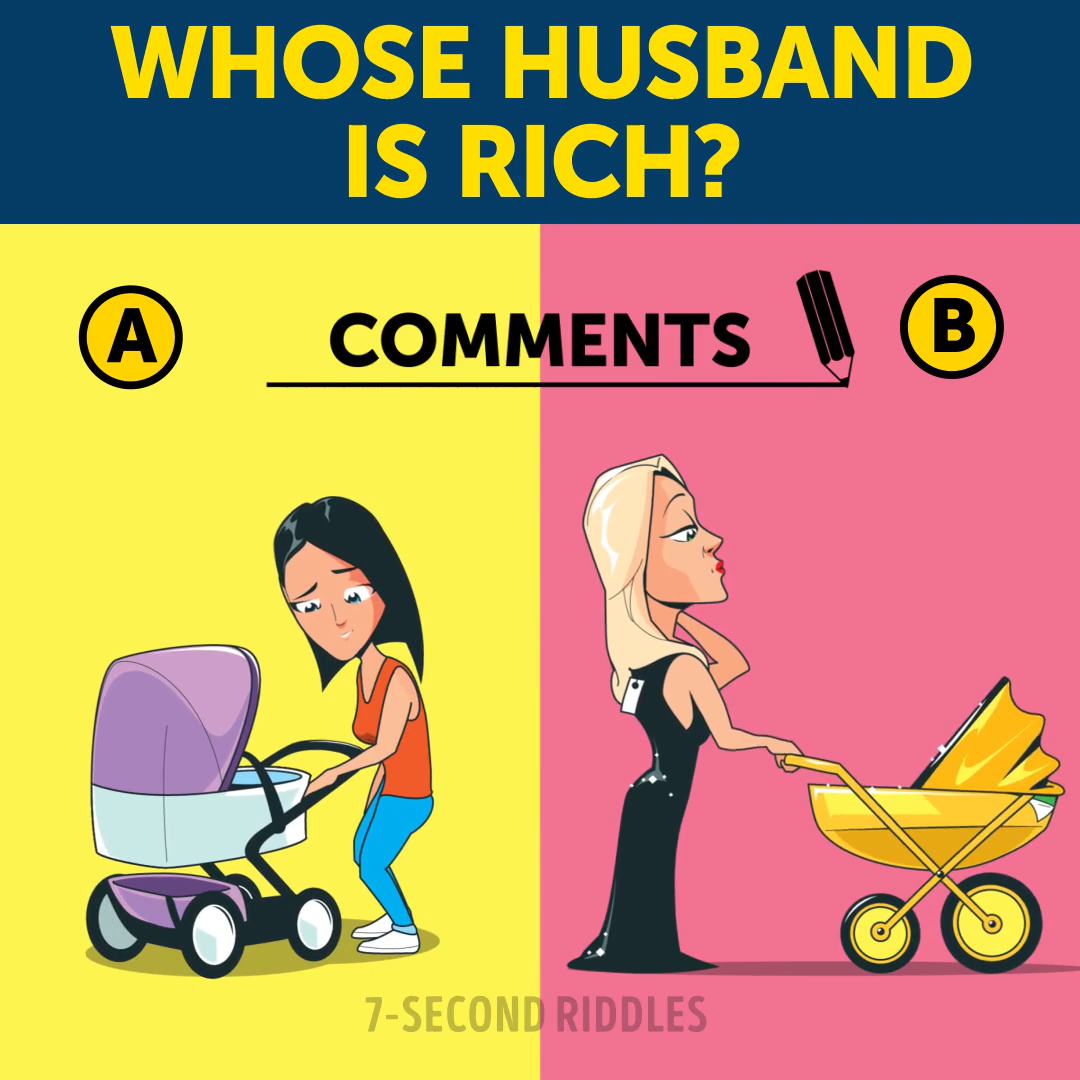 WHOSE HUSBAND
IS RICH?
A
COMMENTS
B
7-SECOND RIDDLES